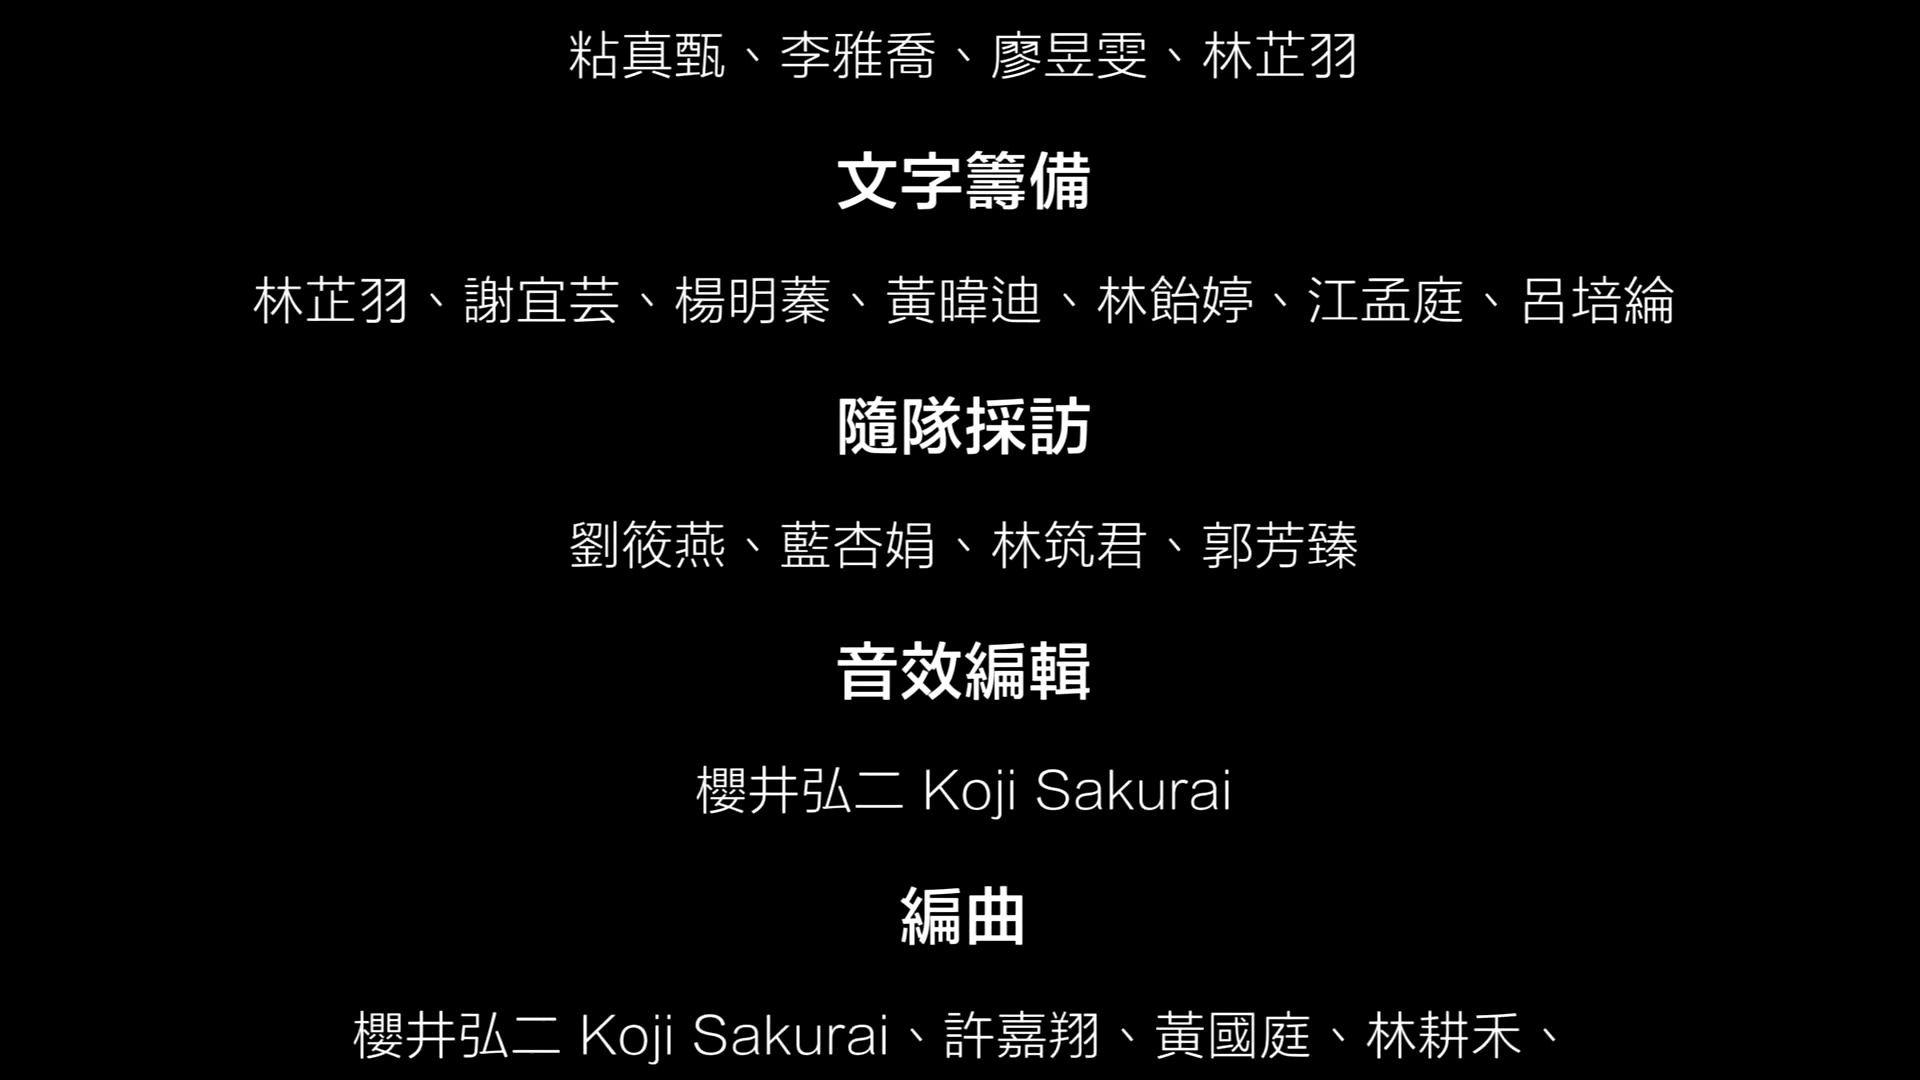 粘真甄、李雅喬、廖昱雯、林芷羽
文字籌備
林芷羽、謝宜芸、楊明蓁、黃暐迪、林飴婷、江孟庭、呂培綸
隨隊採訪
劉筱燕、藍杏娟、林筑君、郭芳臻
音效編輯
櫻井弘二 Koji Sakurai
編曲
櫻井弘二 Koji Sakurai、許嘉翔、黃國庭、林耕禾、